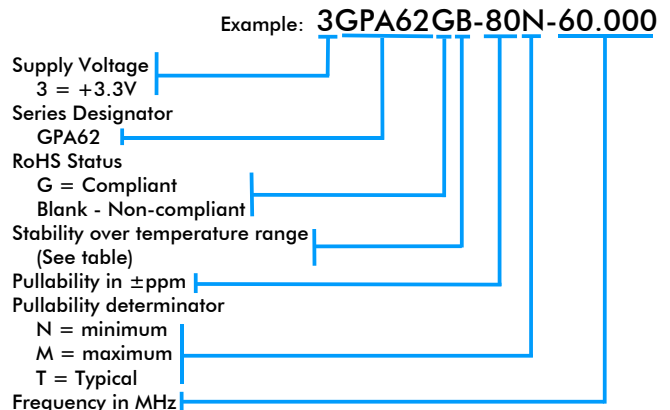 Example: 3GPA62GB-80N-60.000
Supply Voltage
3 = +3.3V
Series Designator
GPA62
RoHS Status
G = Compliant
Blank - Non-compliant
Stability over temperature range
(See table)
Pullability in ±ppm
Pullability determinator
N = minimum
M = maximum
T = Typical
Frequency in MHz